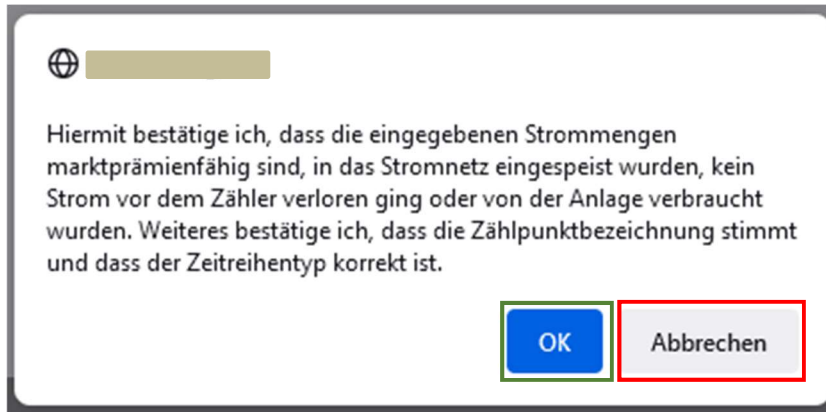 Hiermit bestätige ich, dass die eingegebenen Strommengen
marktprämienfähig sind, in das Stromnetz eingespeist wurden, kein
Strom vor dem Zähler verloren ging oder von der Anlage verbraucht
wurden. Weiteres bestätige ich, dass die Zählpunktbezeichnung stimmt
und dass der Zeitreihentyp korrekt ist.
OK Abbrechen